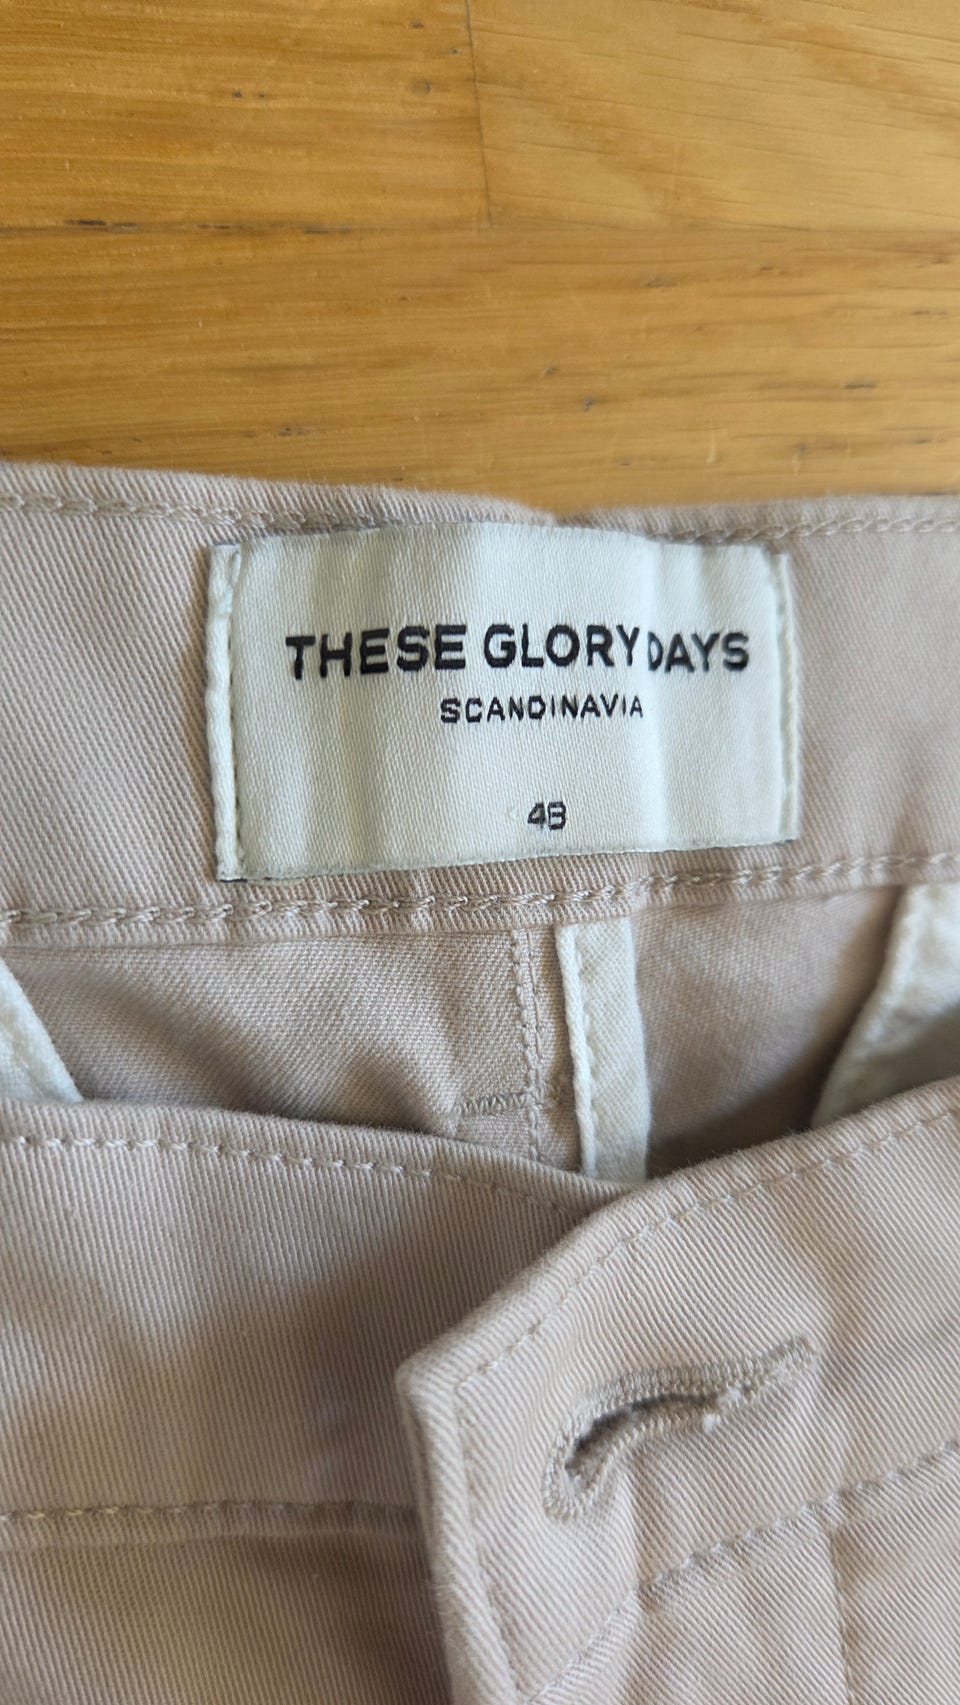 THESE GLORY DAYS
SCANDINAVIA
48